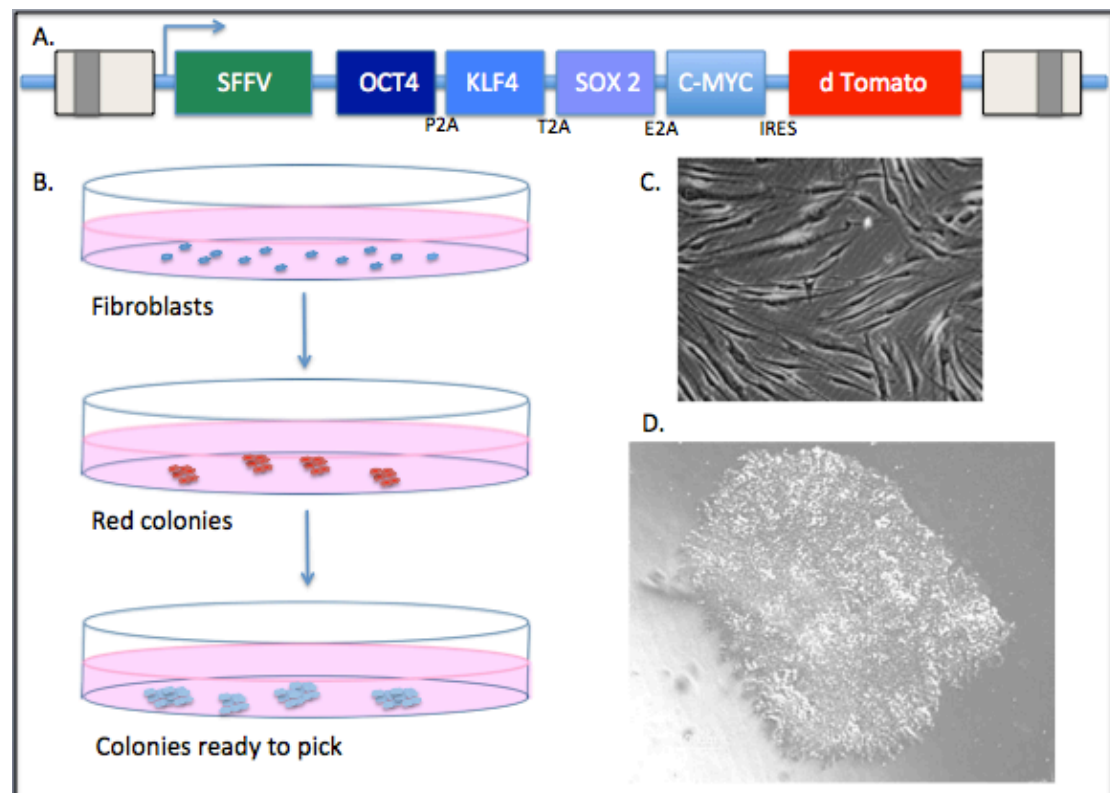 A.
SFFV OCT4 KLF4 SOX 2 C-MYC d Tomato
P2A T2A E2A IRES
B.
Fibroblasts
Red colonies
Colonies ready to pick
C.
D.